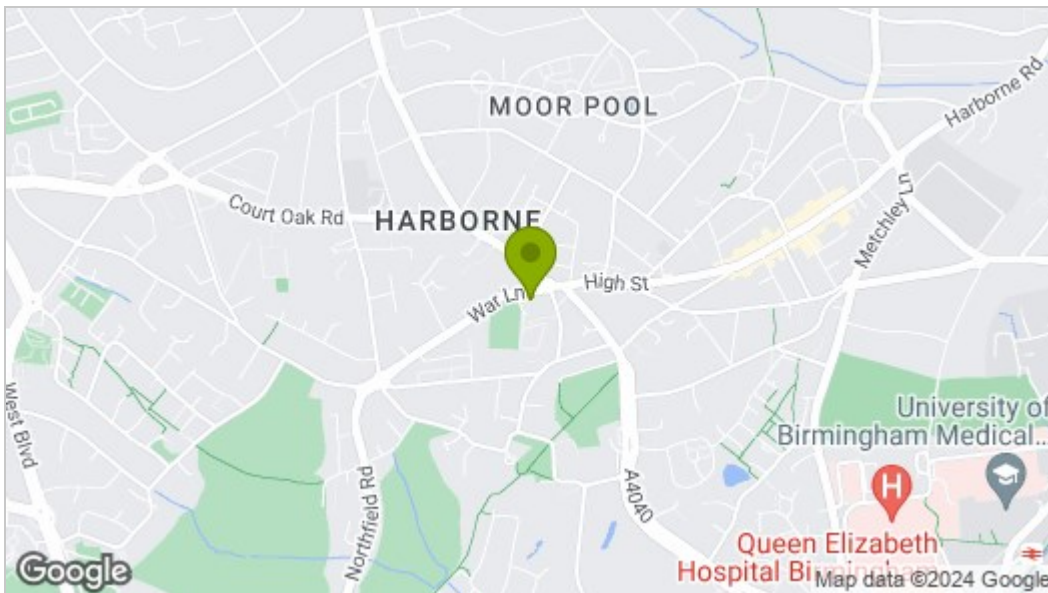 MOOR POOL
Harborne Rd
Court Oak Rd
HARBORNE
Metchley Ln
High St
War Ln
West Blvd
Northfield Rd
A4040
University of
Birmingham Medical...
H
Queen Elizabeth
Hospital Birmingham
Google
Map data ©2024 Google